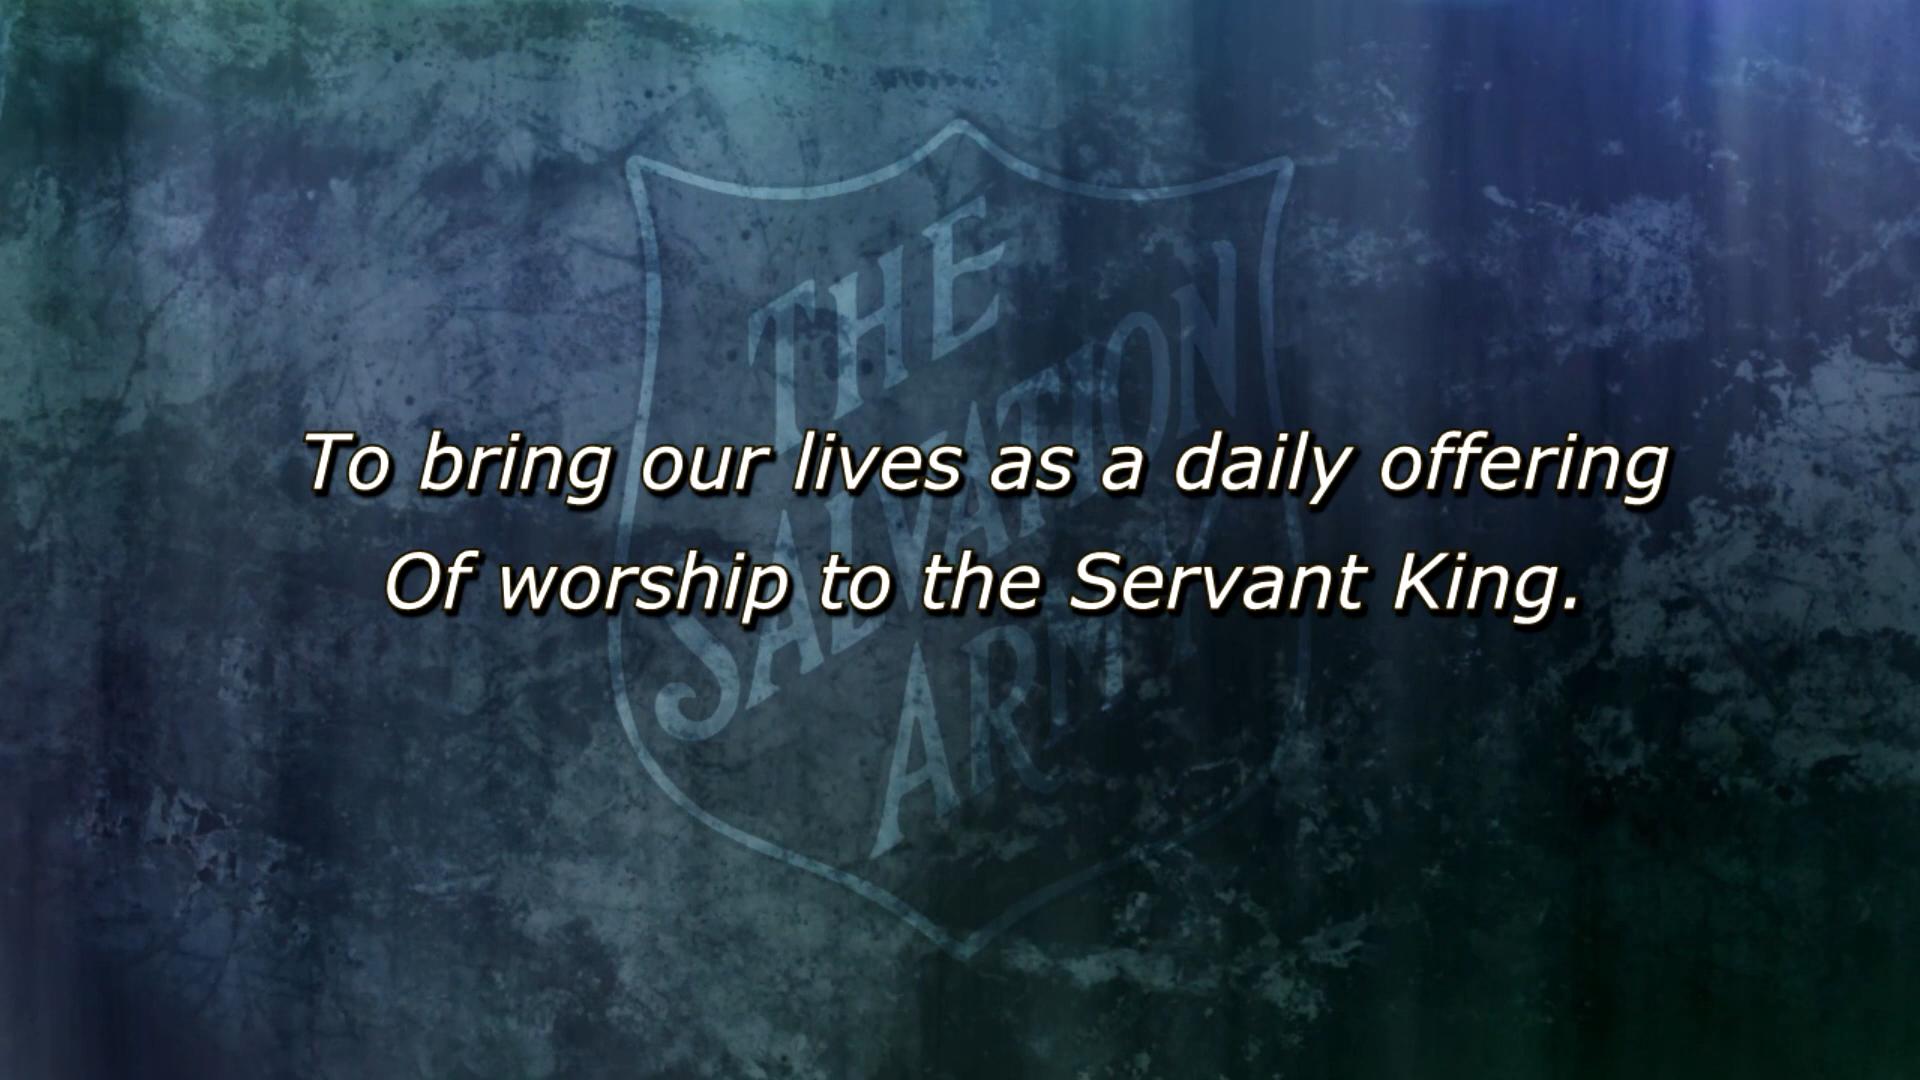 THE
SALVATION
ARMY
To bring our lives as a daily offering
Of worship to the Servant King.